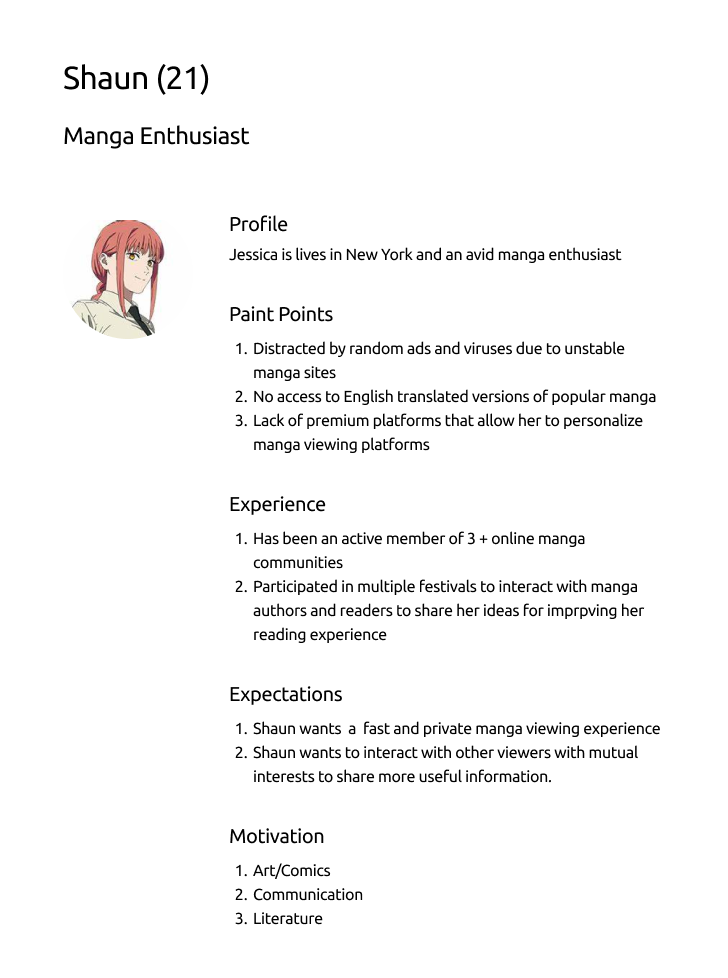 Shaun (21)
Manga Enthusiast
Profile
Jessica is lives in New York and an avid manga enthusiast
Paint Points
1. Distracted by random ads and viruses due to unstable
manga sites
2. No access to English translated versions of popular manga
3. Lack of premium platforms that allow her to personalize
manga viewing platforms
Experience
1. Has been an active member of 3 + online manga
communities
2. Participated in multiple festivals to interact with manga
authors and readers to share her ideas for imprpving her
reading experience
Expectations
1. Shaun wants  a  fast and private manga viewing experience
2. Shaun wants to interact with other viewers with mutual
interests to share more useful information.
Motivation
1. Art/Comics
2. Communication
3. Literature